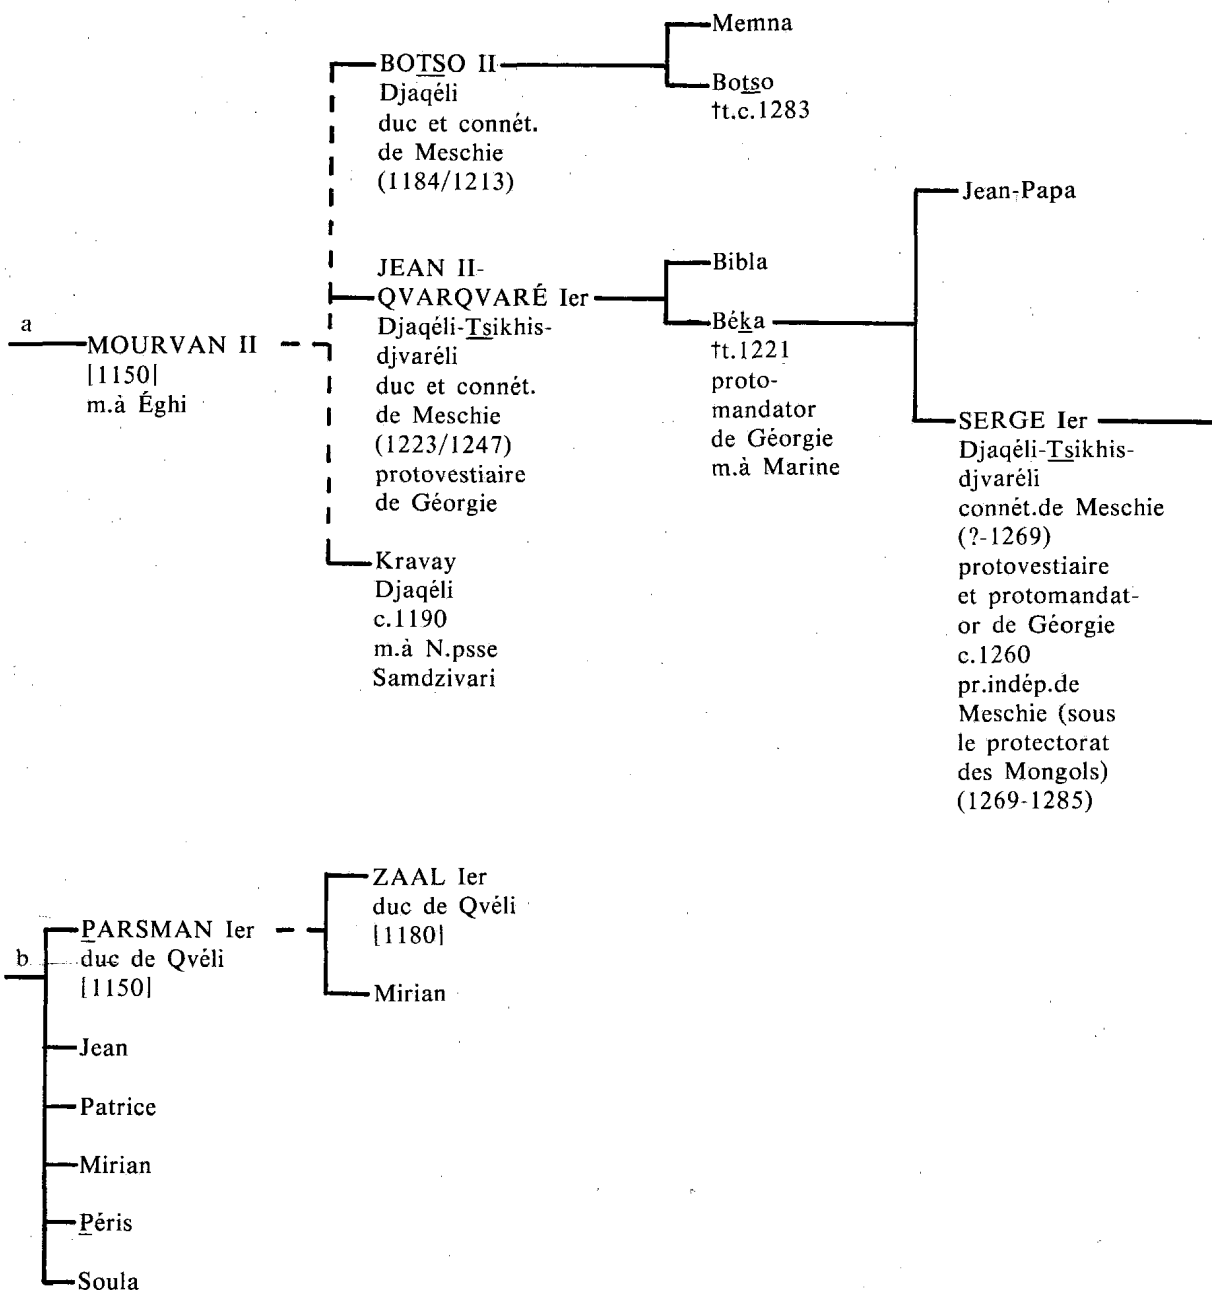 a
MOURVAN II
[1150]
m.à Éghi
BOTSO II
Djaqéli
duc et connét.
de Meschie
(1184/1213)
Memna
Botso
†t.c.1283
JEAN II-
QVARQVARÉ Ier
Djaqéli-Tsikhis-
djvaréli
duc et connét.
de Meschie
(1223/1247)
protovestiaire
de Géorgie
Bibla
Béka
†t.1221
proto-
mandator
de Géorgie
m.à Marine
Jean-Papa
SERGE Ier
Djaqéli-Tsikhis-
djvaréli
connét.de Meschie
(?-1269)
protovestiaire
et protomandat-
or de Géorgie
c.1260
pr.indép.de
Meschie (sous
le protectorat
des Mongols)
(1269-1285)
Kravay
Djaqéli
c.1190
m.à N.psse
Samdzivari
b
PARSMAN Ier
duc de Qvéli
[1150]
ZAAL Ier
duc de Qvéli
[1180]
Mirian
Jean
Patrice
Mirian
Péris
Soula